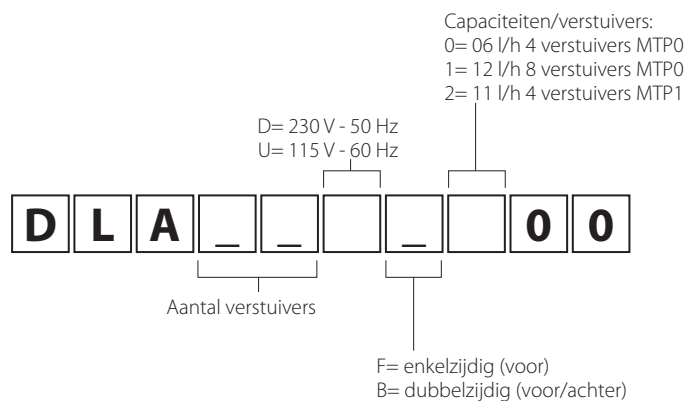 Capaciteiten/verstuivers:
0= 06 l/h 4 verstuivers MTP0
1= 12 l/h 8 verstuivers MTP0
2= 11 l/h 4 verstuivers MTP1
D= 230 V - 50 Hz
U= 115 V - 60 Hz
D L A _ _ _ 0 0
Aantal verstuivers
F= enkelzijdig (voor)
B= dubbelzijdig (voor/achter)